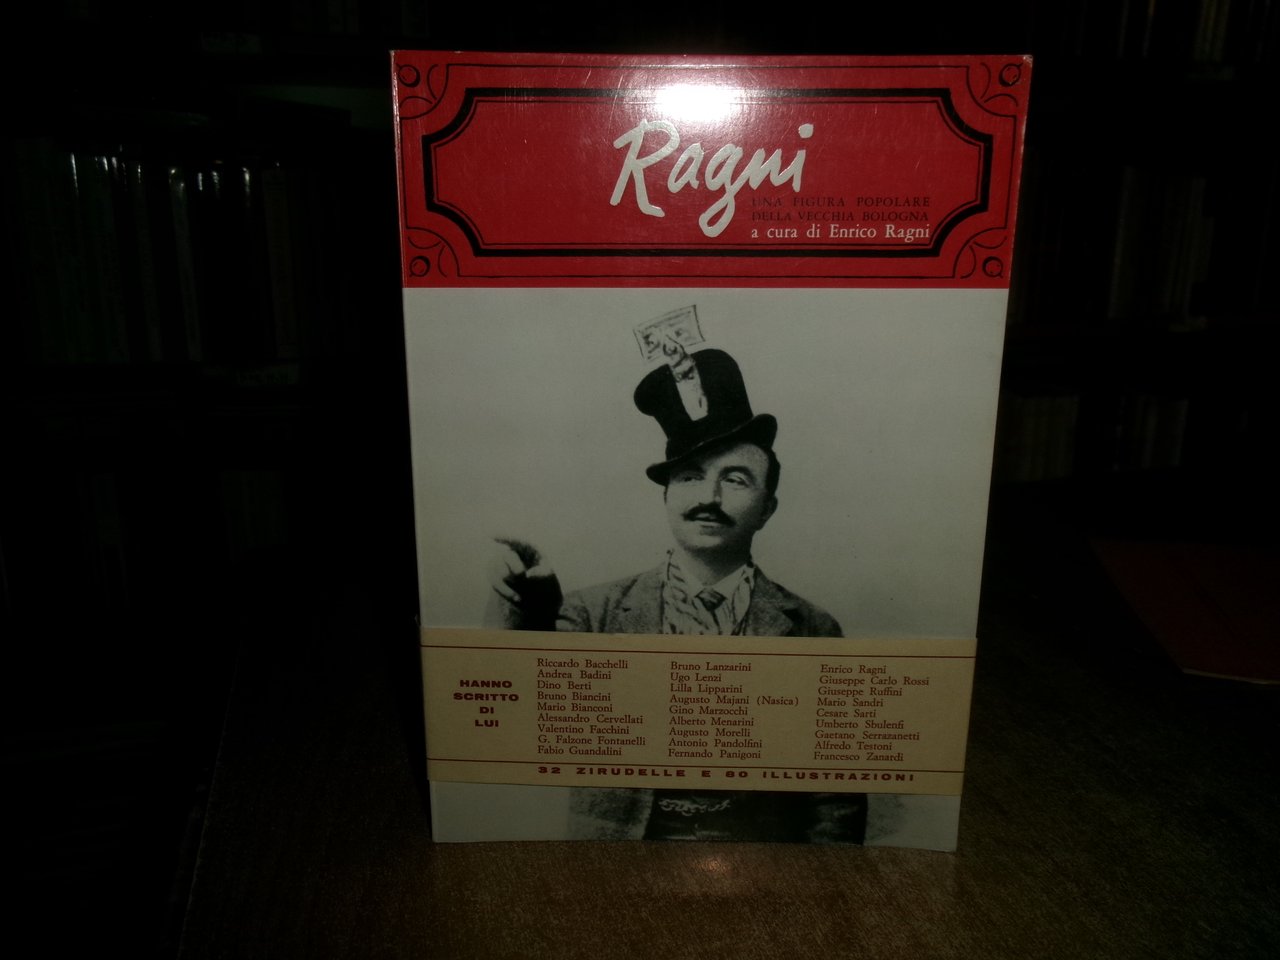 Ragni
UNA FIGURA POPOLARE
DELLA VECCHIA BOLOGNA
a cura di Enrico Ragni
HANNO
SCRITTO
DI
LUI
Riccardo Bacchelli
Andrea Badini
Dino Berti
Bruno Biancini
Mario Bianconi
Alessandro Cervellati
Valentino Facchini
G. Falzone Fontanelli
Fabio Guandalini
Bruno Lanzarini
Ugo Lenzi
Lilla Lipparini
Augusto Majani (Nasica)
Gino Marzocchi
Alberto Menarini
Augusto Morelli
Antonio Pandolfini
Fernando Panigoni
Enrico Ragni
Giuseppe Carlo Rossi
Giuseppe Ruffini
Mario Sandri
Cesare Sarti
Umberto Sbulenfi
Gaetano Serrazanetti
Alfredo Testoni
Francesco Zanardi
32 ZIRUDELLE E 80 ILLUSTRAZIONI